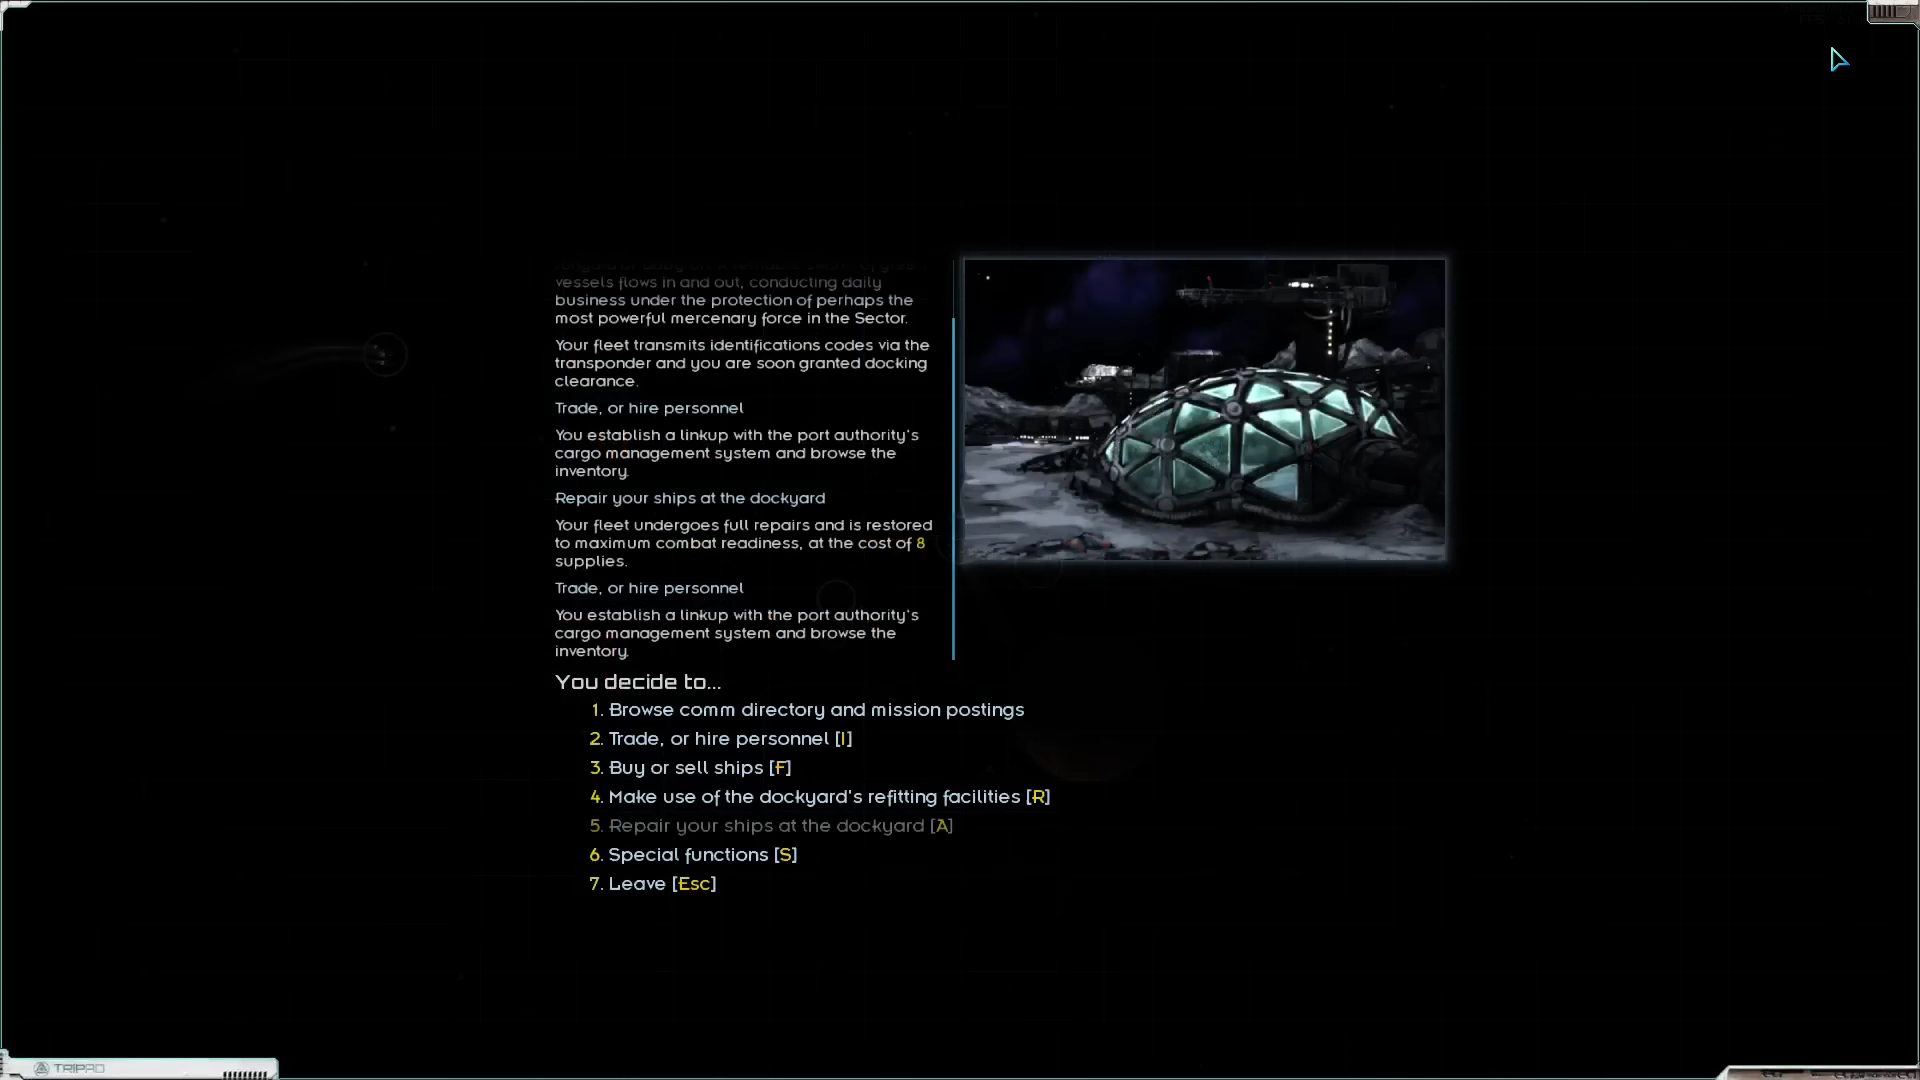 vessels flows in and out, conducting daily
business under the protection of perhaps the
most powerful mercenary force in the Sector.
Your fleet transmits identifications codes via the
transponder and you are soon granted docking
clearance.
Trade, or hire personnel
You establish a linkup with the port authority's
cargo management system and browse the
inventory.
Repair your ships at the dockyard
Your fleet undergoes full repairs and is restored
to maximum combat readiness, at the cost of 8
supplies.
Trade, or hire personnel
You establish a linkup with the port authority's
cargo management system and browse the
inventory.
You decide to...
1. Browse comm directory and mission postings
2. Trade, or hire personnel [I]
3. Buy or sell ships [F]
4. Make use of the dockyard's refitting facilities [R]
5. Repair your ships at the dockyard [A]
6. Special functions [S]
7. Leave [Esc]
TRIPAD